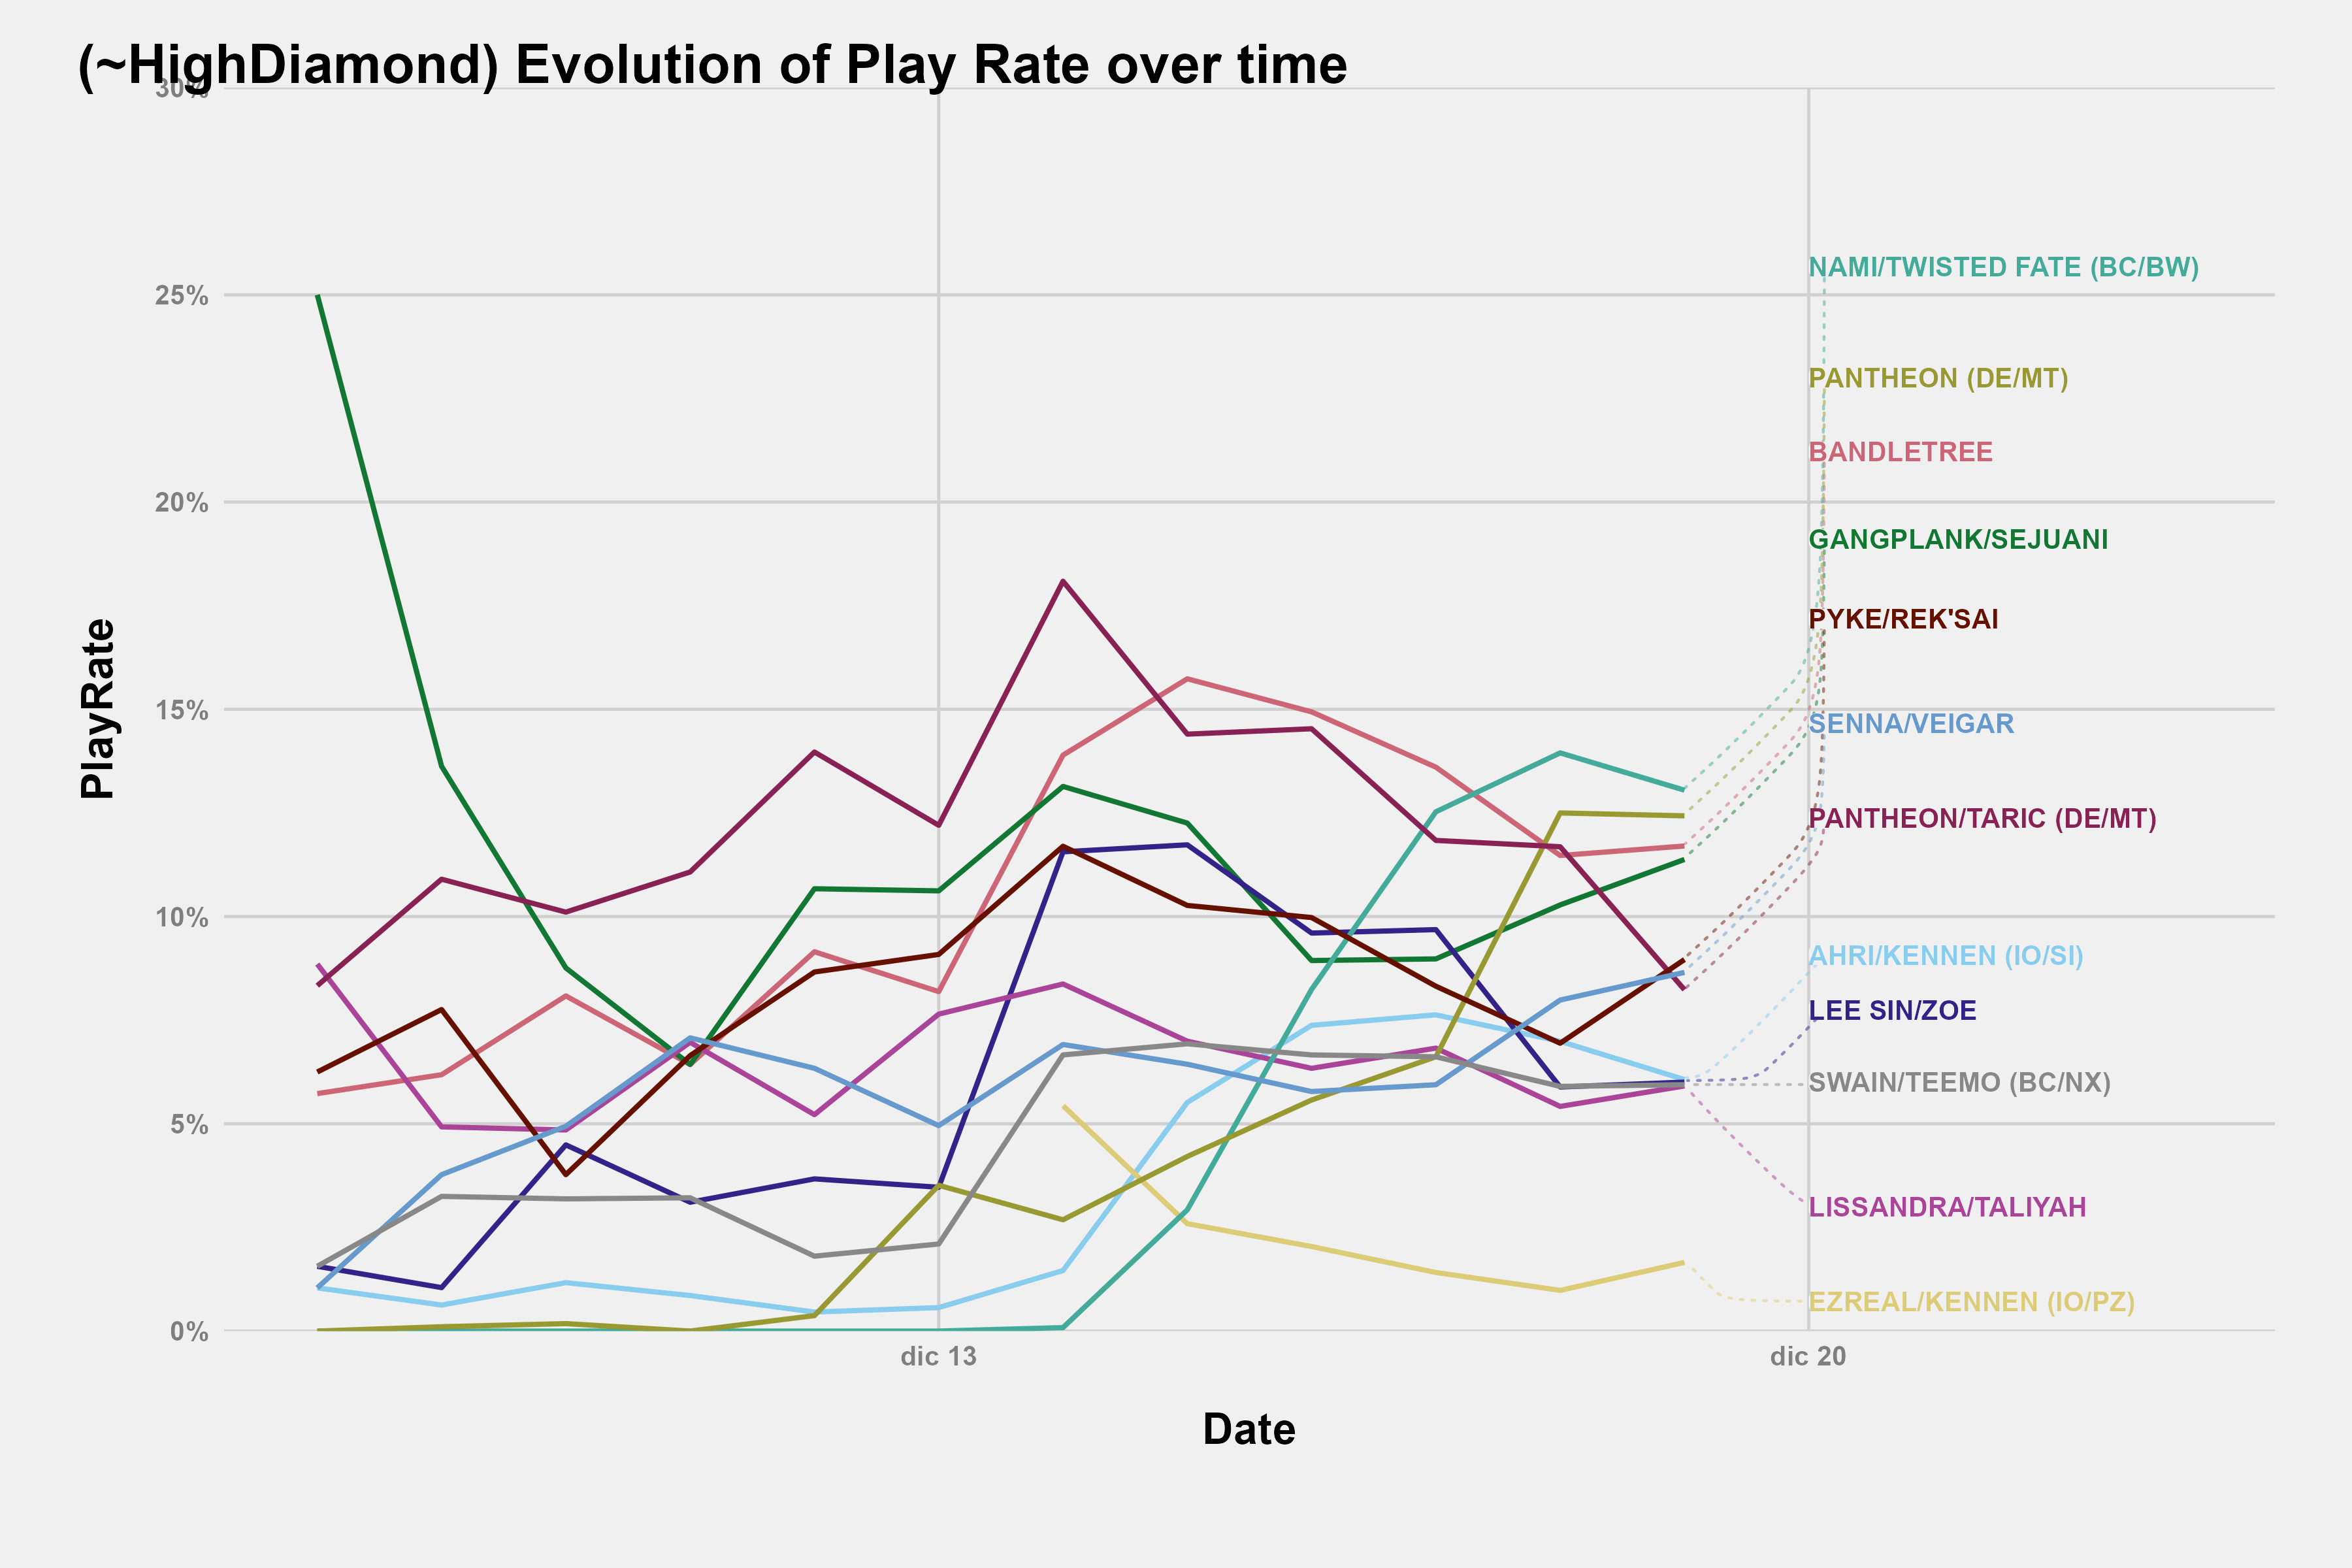 (~HighDiamond) Evolution of Play Rate over time
30%
25%
20%
15%
10%
5%
0%
PlayRate
NAMI/TWISTED FATE (BC/BW)
PANTHEON (DE/MT)
BANDLETREE
GANGPLANK/SEJUANI
PYKE/REK'SAI
SENNA/VEIGAR
PANTHEON/TARIC (DE/MT)
AHRI/KENNEN (IO/SI)
LEE SIN/ZOE
SWAIN/TEEMO (BC/NX)
LISSANDRA/TALIYAH
EZREAL/KENNEN (IO/PZ)
dic 13
dic 20
Date